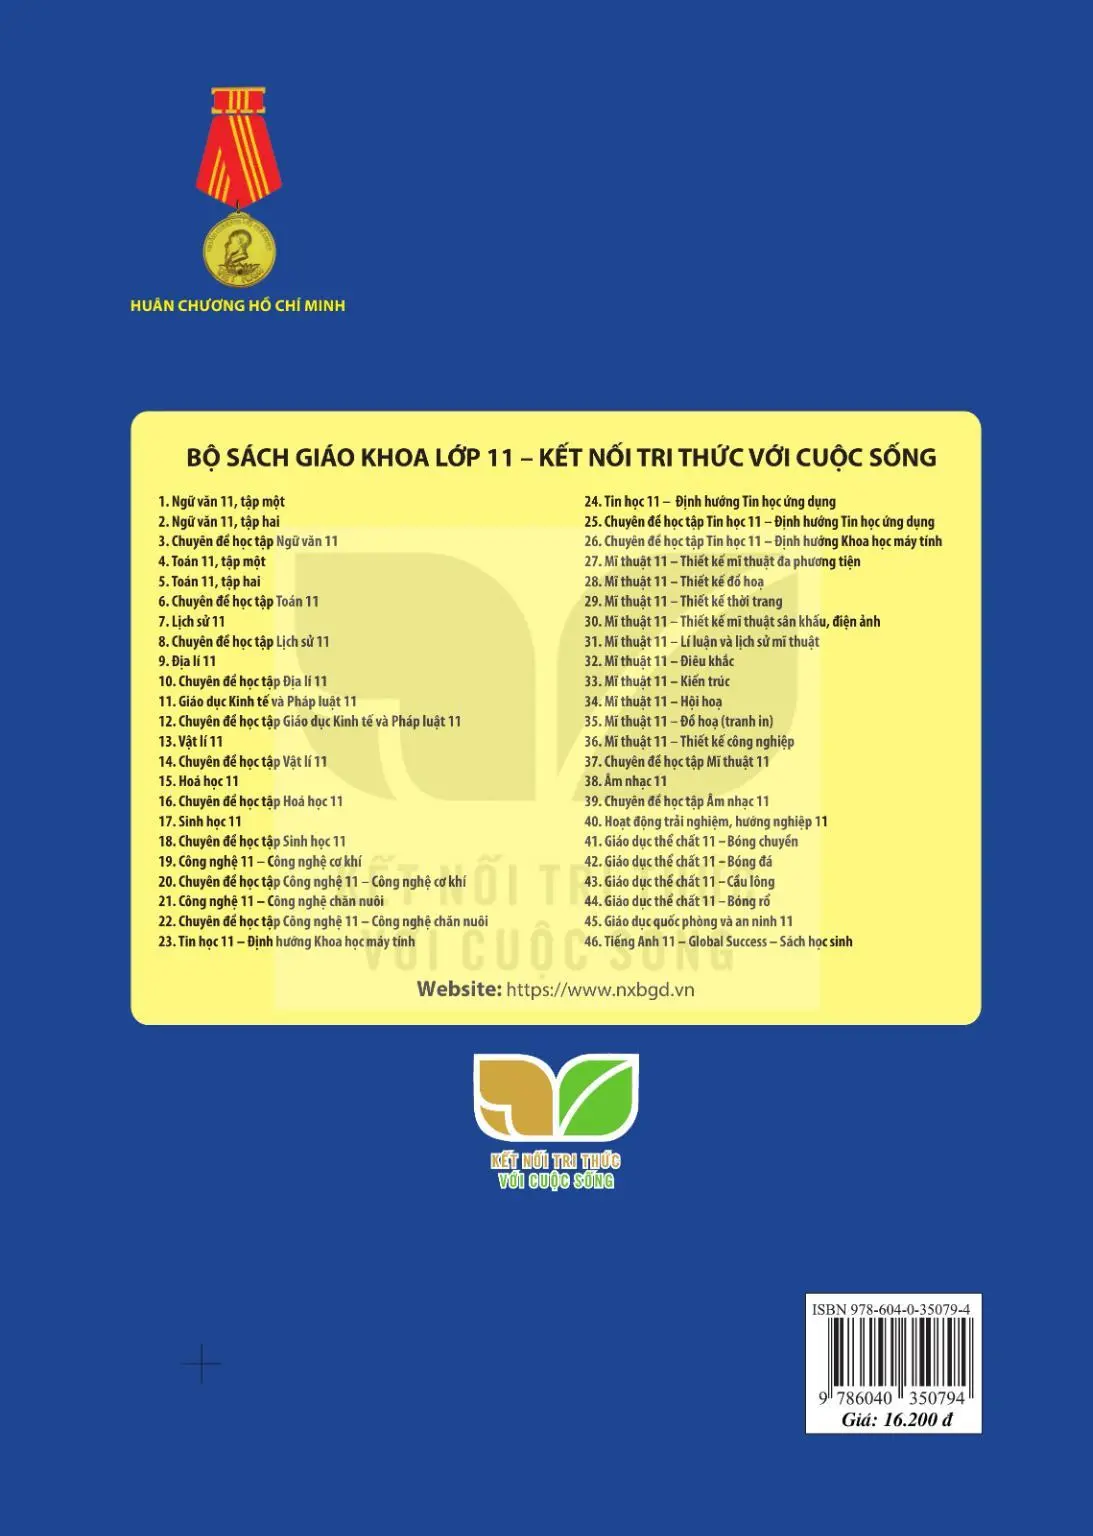 HUÂN CHƯƠNG HỒ CHÍ MINH
BỘ SÁCH GIÁO KHOA LỚP 11 – KẾT NỐI TRI THỨC VỚI CUỘC SỐNG
1. Ngữ văn 11, tập một
2. Ngữ văn 11, tập hai
3. Chuyên đề học tập Ngữ văn 11
4. Toán 11, tập một
5. Toán 11, tập hai
6. Chuyên đề học tập Toán 11
7. Lịch sử 11
8. Chuyên đề học tập Lịch sử 11
9. Địa lí 11
10. Chuyên đề học tập Địa lí 11
11. Giáo dục Kinh tế và Pháp luật 11
12. Chuyên đề học tập Giáo dục Kinh tế và Pháp luật 11
13. Vật lí 11
14. Chuyên đề học tập Vật lí 11
15. Hoá học 11
16. Chuyên đề học tập Hoá học 11
17. Sinh học 11
18. Chuyên đề học tập Sinh học 11
19. Công nghệ 11 – Công nghệ cơ khí
20. Chuyên đề học tập Công nghệ 11 – Công nghệ cơ khí
21. Công nghệ 11 – Công nghệ chăn nuôi
22. Chuyên đề học tập Công nghệ 11 – Công nghệ chăn nuôi
23. Tin học 11 – Định hướng Khoa học máy tính
24. Tin học 11 – Định hướng Tin học ứng dụng
25. Chuyên đề học tập Tin học 11 – Định hướng Tin học ứng dụng
26. Chuyên đề học tập Tin học 11 – Định hướng Khoa học máy tính
27. Mĩ thuật 11 – Thiết kế mĩ thuật đa phương tiện
28. Mĩ thuật 11 – Thiết kế đồ hoạ
29. Mĩ thuật 11 – Thiết kế thời trang
30. Mĩ thuật 11 – Thiết kế mĩ thuật sân khấu, điện ảnh
31. Mĩ thuật 11 – Lí luận và lịch sử mĩ thuật
32. Mĩ thuật 11 – Điêu khắc
33. Mĩ thuật 11 – Kiến trúc
34. Mĩ thuật 11 – Hội hoạ
35. Mĩ thuật 11 – Đồ hoạ (tranh in)
36. Mĩ thuật 11 – Thiết kế công nghiệp
37. Chuyên đề học tập Mĩ thuật 11
38. Âm nhạc 11
39. Chuyên đề học tập Âm nhạc 11
40. Hoạt động trải nghiệm, hướng nghiệp 11
41. Giáo dục thể chất 11 – Bóng chuyền
42. Giáo dục thể chất 11 – Bóng đá
43. Giáo dục thể chất 11 – Cầu lông
44. Giáo dục thể chất 11 – Bóng rổ
45. Giáo dục quốc phòng và an ninh 11
46. Tiếng Anh 11 – Global Success – Sách học sinh
KẾT NỐI TRI THỨC
VỚI CUỘC SỐNG
Website: https://www.nxbgd.vn
KẾT NỐI TRI THỨC
VỚI CUỘC SỐNG
ISBN 978-604-0-35079-4
9 786040 350794
Giá: 16.200 đ